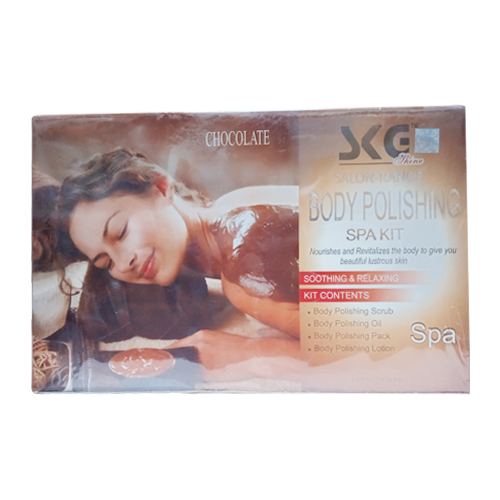 CHOCOLATE
SKG
™
Shine
SALON-RANGE
BODY POLISHING
SPA KIT
Nourishes and Revitalizes the body to give you
beautiful lustrous skin
SOOTHING & RELAXING
KIT CONTENTS
• Body Polishing Scrub
• Body Polishing Oil
• Body Polishing Pack
• Body Polishing Lotion
Spa